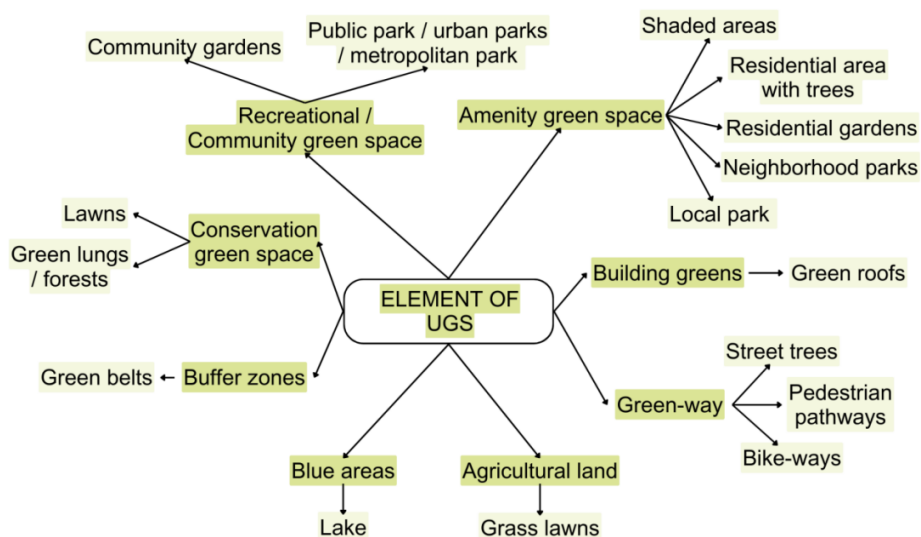 Community gardens
Public park / urban parks
/ metropolitan park
Recreational /
Community green space
Shaded areas
Amenity green space
Residential area
with trees
Residential gardens
Neighborhood parks
Local park
Lawns
Green lungs
/ forests
Conservation
green space
ELEMENT OF
UGS
Building greens
Green roofs
Green belts
Buffer zones
Green-way
Street trees
Pedestrian
pathways
Bike-ways
Blue areas
Lake
Agricultural land
Grass lawns